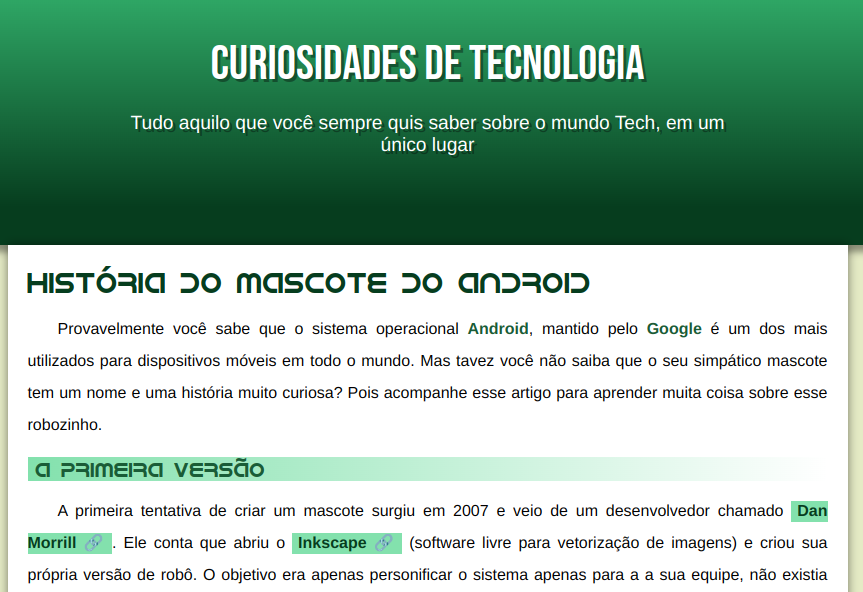 CURIOSIDADES DE TECNOLOGIA
Tudo aquilo que você sempre quis saber sobre o mundo Tech, em um
único lugar
HISTÓRIA DO MASCOTE DO ANDROID
Provavelmente você sabe que o sistema operacional Android, mantido pelo Google é um dos mais
utilizados para dispositivos móveis em todo o mundo. Mas tavez você não saiba que o seu simpático mascote
tem um nome e uma história muito curiosa? Pois acompanhe esse artigo para aprender muita coisa sobre esse
robozinho.
A PRIMEIRA VERSÃO
A primeira tentativa de criar um mascote surgiu em 2007 e veio de um desenvolvedor chamado Dan
Morrill 🔗. Ele conta que abriu o Inkscape 🔗 (software livre para vetorização de imagens) e criou sua
própria versão de robô. O objetivo era apenas personificar o sistema apenas para a a sua equipe, não existia